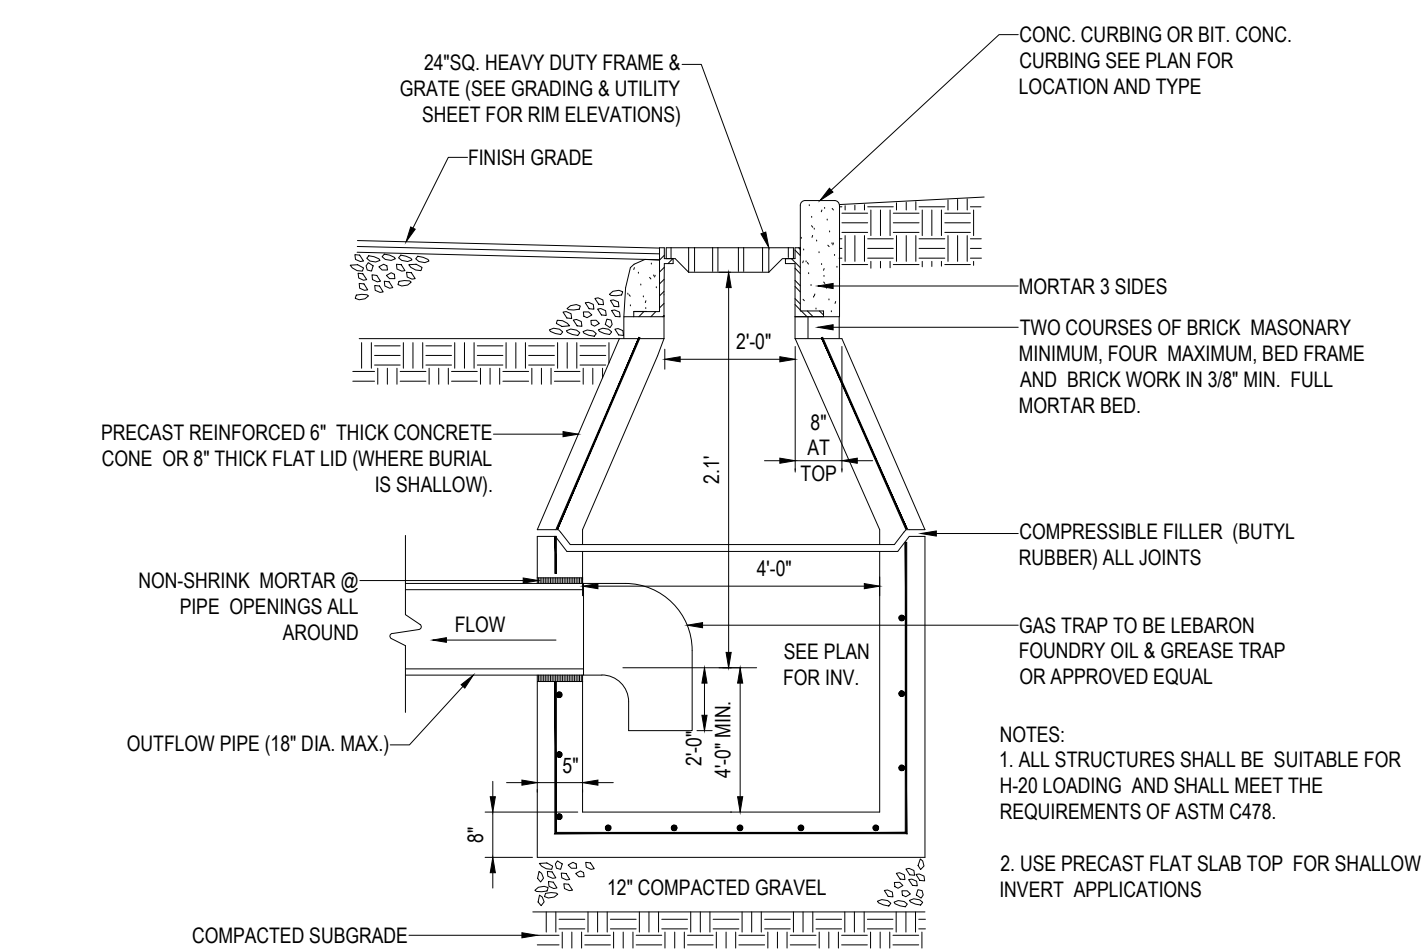 CONC. CURBING OR BIT. CONC.
CURBING SEE PLAN FOR
LOCATION AND TYPE
24"SQ. HEAVY DUTY FRAME &
GRATE (SEE GRADING & UTILITY
SHEET FOR RIM ELEVATIONS)
FINISH GRADE
MORTAR 3 SIDES
TWO COURSES OF BRICK MASONARY
MINIMUM, FOUR MAXIMUM, BED FRAME
AND BRICK WORK IN 3/8" MIN. FULL
MORTAR BED.
2'-0"
8"
AT
TOP
2.1'
PRECAST REINFORCED 6" THICK CONCRETE
CONE OR 8" THICK FLAT LID (WHERE BURIAL
IS SHALLOW).
COMPRESSIBLE FILLER (BUTYL
RUBBER) ALL JOINTS
4'-0"
NON-SHRINK MORTAR @
PIPE OPENINGS ALL
AROUND
FLOW
SEE PLAN
FOR INV.
GAS TRAP TO BE LEBARON
FOUNDRY OIL & GREASE TRAP
OR APPROVED EQUAL
OUTFLOW PIPE (18" DIA. MAX.)
2'-0"
4'-0" MIN.
5"
8"
NOTES:
1. ALL STRUCTURES SHALL BE SUITABLE FOR
H-20 LOADING AND SHALL MEET THE
REQUIREMENTS OF ASTM C478.
2. USE PRECAST FLAT SLAB TOP FOR SHALLOW
INVERT APPLICATIONS
12" COMPACTED GRAVEL
COMPACTED SUBGRADE